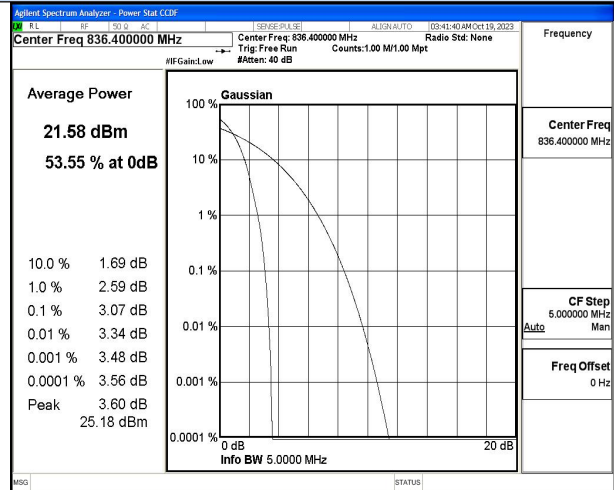 Agilent Spectrum Analyzer - Power Stat CCDF
RL RF 50 Ω AC SENSE:PULSE ALIGN AUTO 03:41:40 AM Oct 19, 2023
Center Freq 836.400000 MHz
Center Freq: 836.400000 MHz Radio Std: None
Trig: Free Run Counts:1.00 M/1.00 Mpt
#IFGain:Low #Atten: 40 dB
Frequency
Average Power
21.58 dBm
53.55 % at 0dB
10.0 % 1.69 dB
1.0 % 2.59 dB
0.1 % 3.07 dB
0.01 % 3.34 dB
0.001 % 3.48 dB
0.0001 % 3.56 dB
Peak 3.60 dB
25.18 dBm
Gaussian
100 %
10 %
1 %
0.1 %
0.01 %
0.001 %
0.0001 %
0 dB 20 dB
Info BW 5.0000 MHz
Center Freq
836.400000 MHz
CF Step
5.000000 MHz
Auto Man
Freq Offset
0 Hz
MSG STATUS